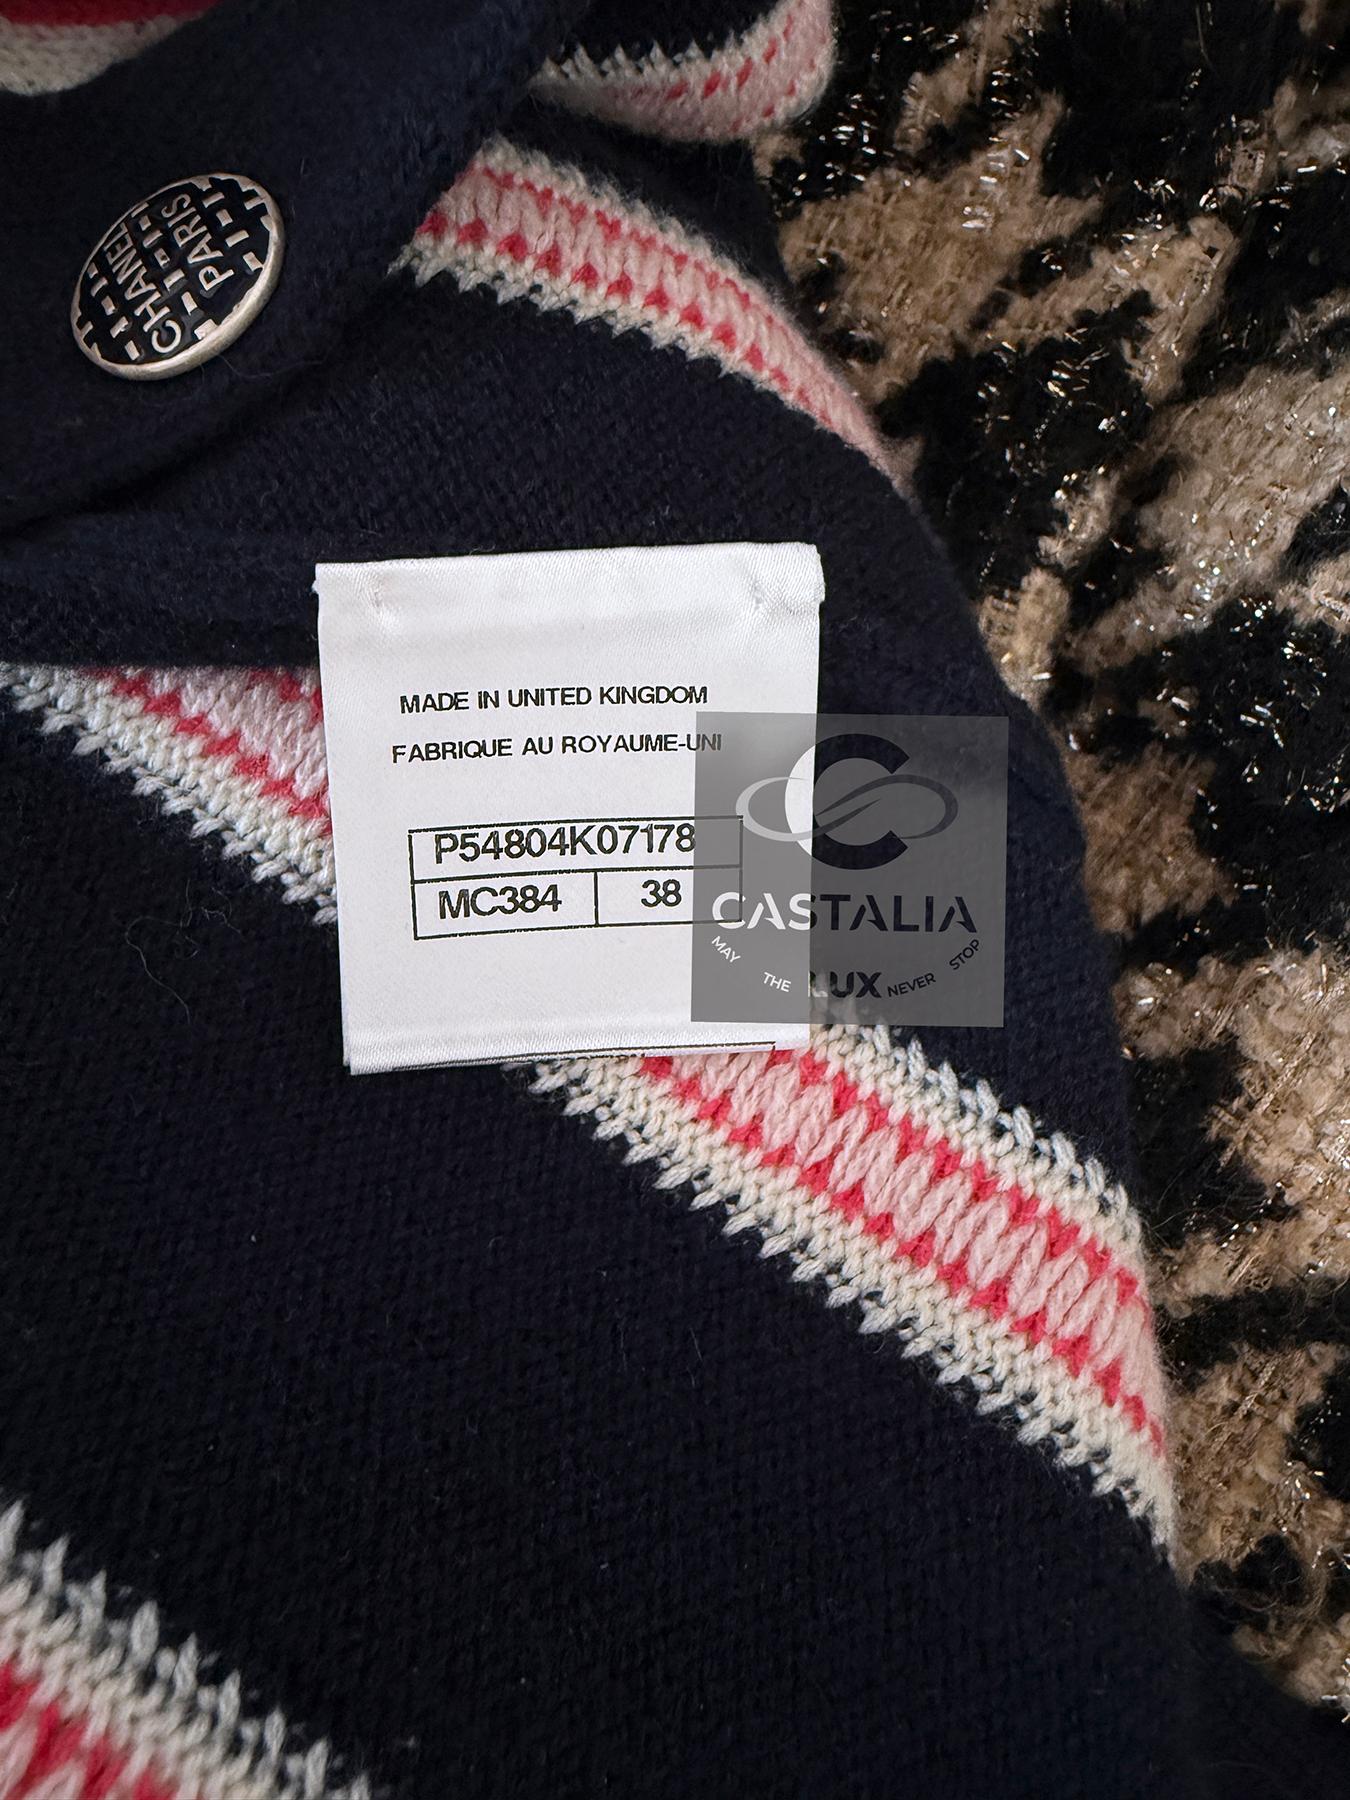 CHANEL
PARIS
MADE IN UNITED KINGDOM
FABRIQUE AU ROYAUME-UNI
P54804K07178
MC384 38
CASTALIA
MAY THE LUX NEVER STOP